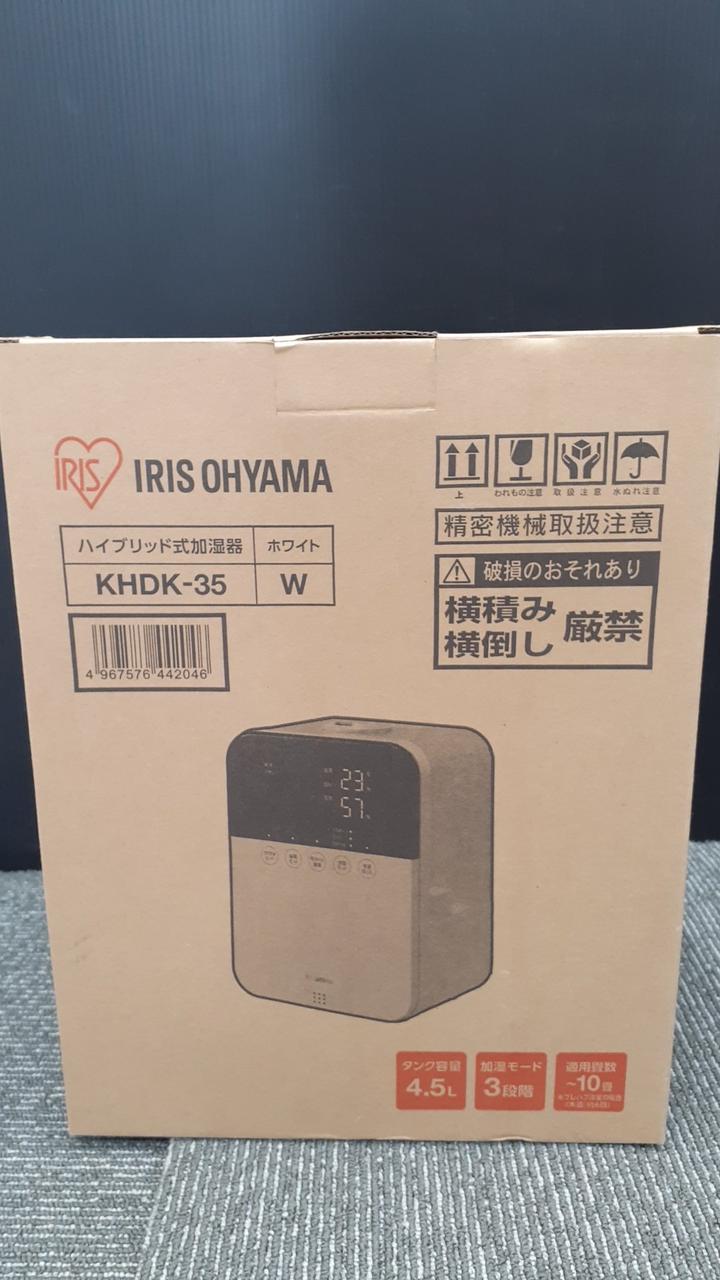 IRIS
IRIS OHYAMA
ハイブリッド式加湿器 ホワイト
KHDK-35 W
4 967576 442046
上 われもの注意 取扱注意 水ぬれ注意
精密機械取扱注意
破損のおそれあり
横積み
横倒し
厳禁
23
57
タンク容量
4.5L
加湿モード
3段階
適用畳数
~10畳